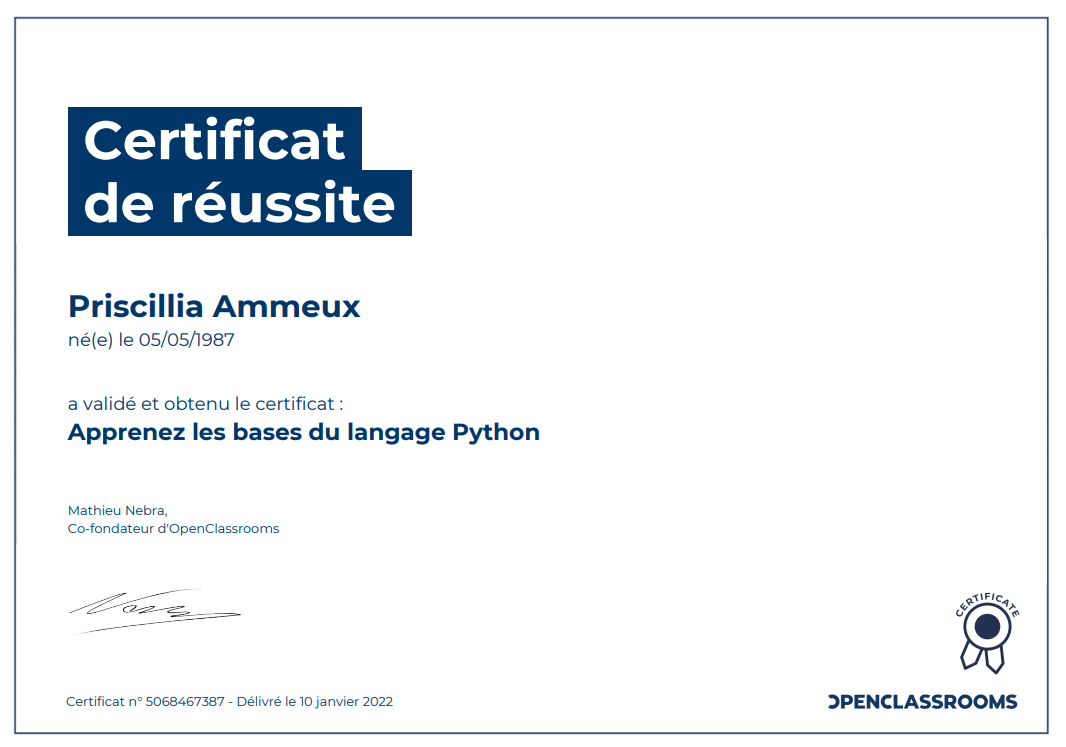 Certificat
de réussite
Priscillia Ammeux
né(e) le 05/05/1987
a validé et obtenu le certificat :
Apprenez les bases du langage Python
Mathieu Nebra,
Co-fondateur d'OpenClassrooms
CERTIFICATE
Certificat n° 5068467387 - Délivré le 10 janvier 2022
OPENCLASSROOMS